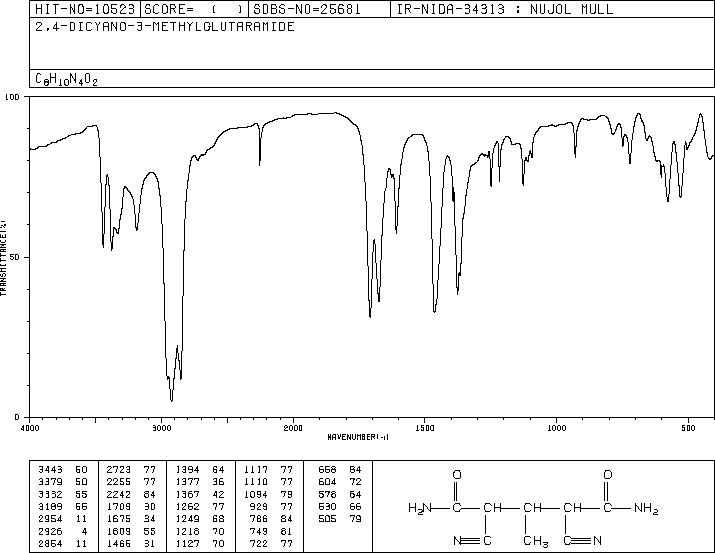 HIT-NO=10523 SCORE= ( ) SDBS-NO=25681 IR-NIDA-34313 : NUJOL MULL
2,4-DICYANO-3-METHYLGLUTARAMIDE
C8H10N4O2
100
50
0
TRANSMITTANCE(%)
4000 3000 2000 1500 1000 500
WAVENUMBER(-1)
3443 50 2723 77 1394 64 1117 77 658 84
3379 50 2255 77 1377 36 1110 77 604 72
3332 55 2242 84 1367 42 1094 79 578 64
3189 55 1709 30 1262 77 929 77 530 66
2954 11 1675 34 1249 68 786 84 505 79
2926 4 1609 55 1218 70 749 81
2854 11 1466 31 1127 70 722 77
O O
H2N C CH CH CH C NH2
N C CH3 C N